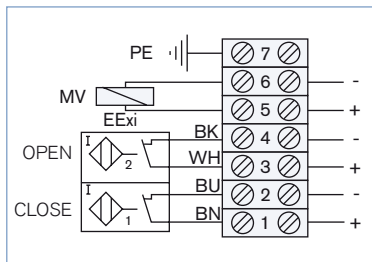 PE 7
6 -
MV 5 +
EExi
I BK 4 -
OPEN 2 WH 3 +
I BU 2 -
CLOSE 1 BN 1 +